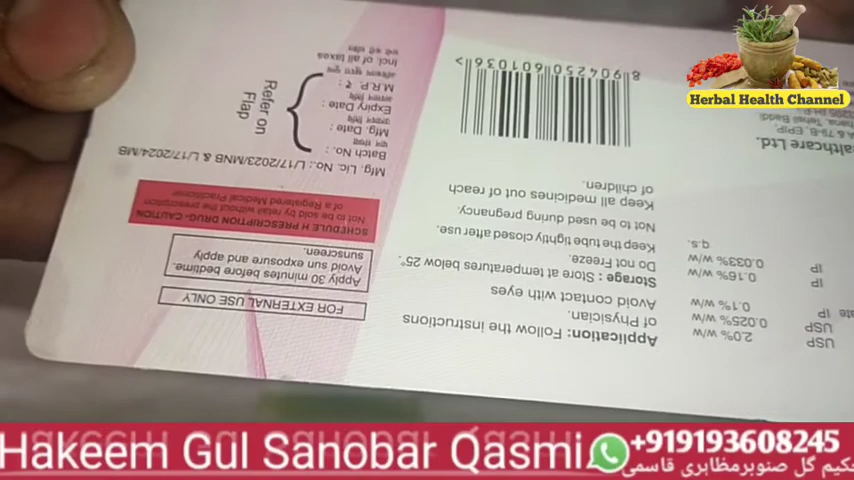 Herbal Health Channel
USP 2.0% w/w
USP 0.025% w/w
IP 0.1% w/w
IP 0.16% w/w
IP 0.033% w/w
q.s.
Application: Follow the instructions
of Physician.
Avoid contact with eyes
Storage : Store at temperatures below 25°.
Do not Freeze.
Keep the tube tightly closed after use.
Not to be used during pregnancy.
Keep all medicines out of reach
of children.
8904250601036>
FOR EXTERNAL USE ONLY
Apply 30 minutes before bedtime.
Avoid sun exposure and apply
sunscreen.
SCHEDULE H PRESCRIPTION DRUG- CAUTION
Not to be sold by retail without the prescription
of a Registered Medical Practitioner
Mfg. Lic. No.: L/17/2023/MNB & L/17/2024/MB
Batch No. :
Mfg. Date :
Expiry Date :
M.R.P. ₹ :
Incl. of all taxes
Refer on
Flap
Hakeem Gul Sanobar Qasmi
+919193608245
حکیم گل صنوبر مظاہری قاسمی